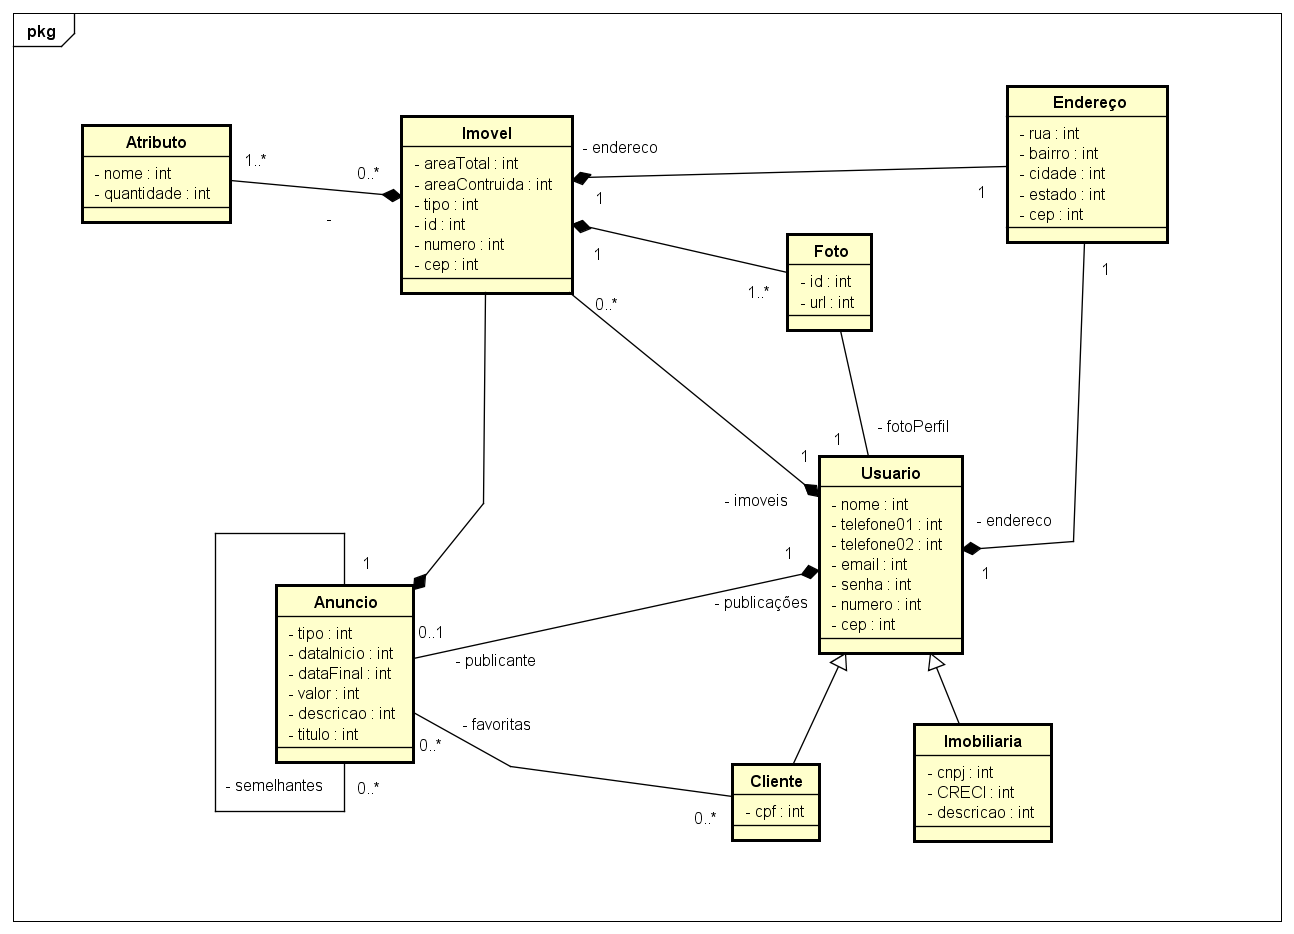 pkg
Atributo
- nome : int
- quantidade : int
1..*
0..*
-
Imovel
- areaTotal : int
- areaContruida : int
- tipo : int
- id : int
- numero : int
- cep : int
- endereco
1
1
Endereço
- rua : int
- bairro : int
- cidade : int
- estado : int
- cep : int
1
1
1..*
Foto
- id : int
- url : int
0..*
- fotoPerfil
1
1
- imoveis
Usuario
- nome : int
- telefone01 : int
- telefone02 : int
- email : int
- senha : int
- numero : int
- cep : int
- endereco
1
1
- publicações
1
Anuncio
- tipo : int
- dataInicio : int
- dataFinal : int
- valor : int
- descricao : int
- titulo : int
0..1
- publicante
- favoritas
0..*
- semelhantes
0..*
0..*
Cliente
- cpf : int
Imobiliaria
- cnpj : int
- CRECI : int
- descricao : int